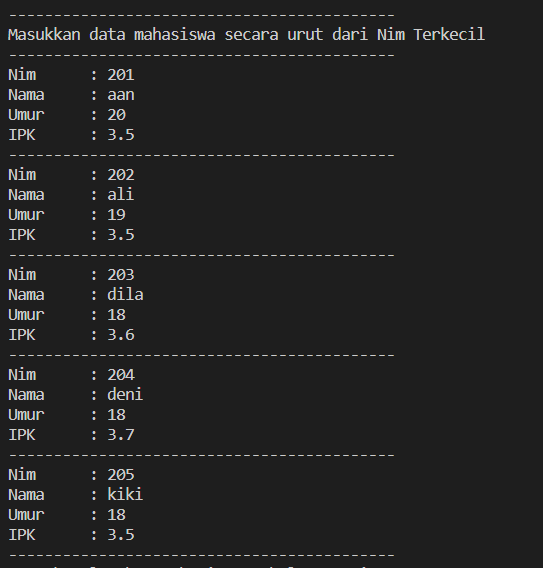 -------------------------------------------
Masukkan data mahasiswa secara urut dari Nim Terkecil
-------------------------------------------
Nim      : 201
Nama     : aan
Umur     : 20
IPK      : 3.5
-------------------------------------------
Nim      : 202
Nama     : ali
Umur     : 19
IPK      : 3.5
-------------------------------------------
Nim      : 203
Nama     : dila
Umur     : 18
IPK      : 3.6
-------------------------------------------
Nim      : 204
Nama     : deni
Umur     : 18
IPK      : 3.7
-------------------------------------------
Nim      : 205
Nama     : kiki
Umur     : 18
IPK      : 3.5
-------------------------------------------